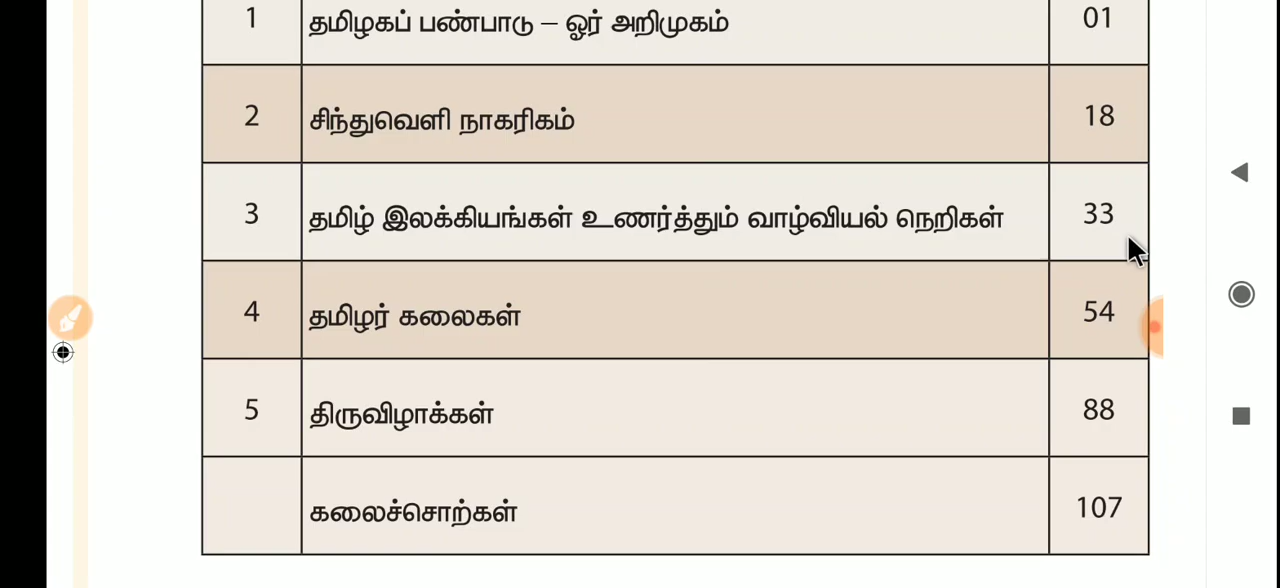 1 தமிழகப் பண்பாடு – ஓர் அறிமுகம் 01
2 சிந்துவெளி நாகரிகம் 18
3 தமிழ் இலக்கியங்கள் உணர்த்தும் வாழ்வியல் நெறிகள் 33
4 தமிழர் கலைகள் 54
5 திருவிழாக்கள் 88
கலைச்சொற்கள் 107